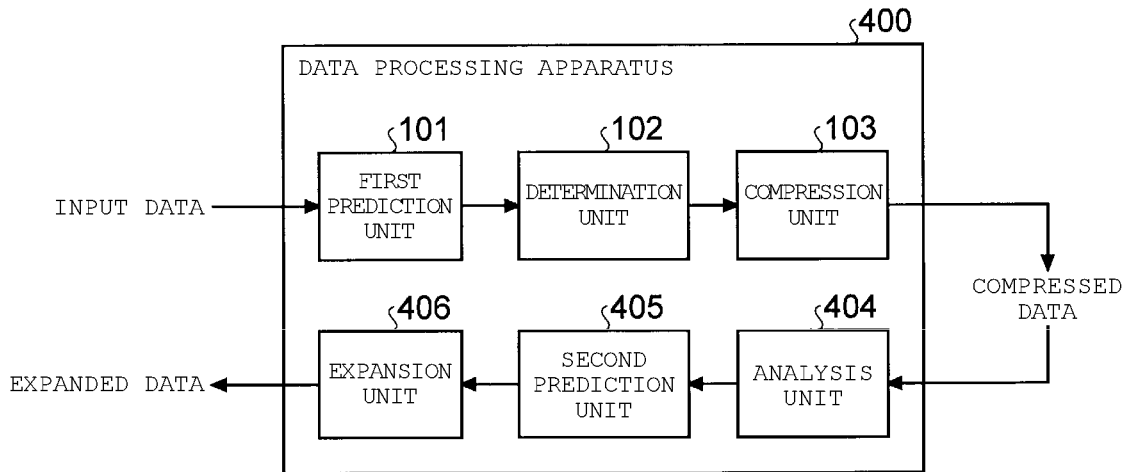 400
DATA PROCESSING APPARATUS
101
102
103
INPUT DATA
FIRST
PREDICTION
UNIT
DETERMINATION
UNIT
COMPRESSION
UNIT
COMPRESSED
DATA
406
405
404
EXPANDED DATA
EXPANSION
UNIT
SECOND
PREDICTION
UNIT
ANALYSIS
UNIT